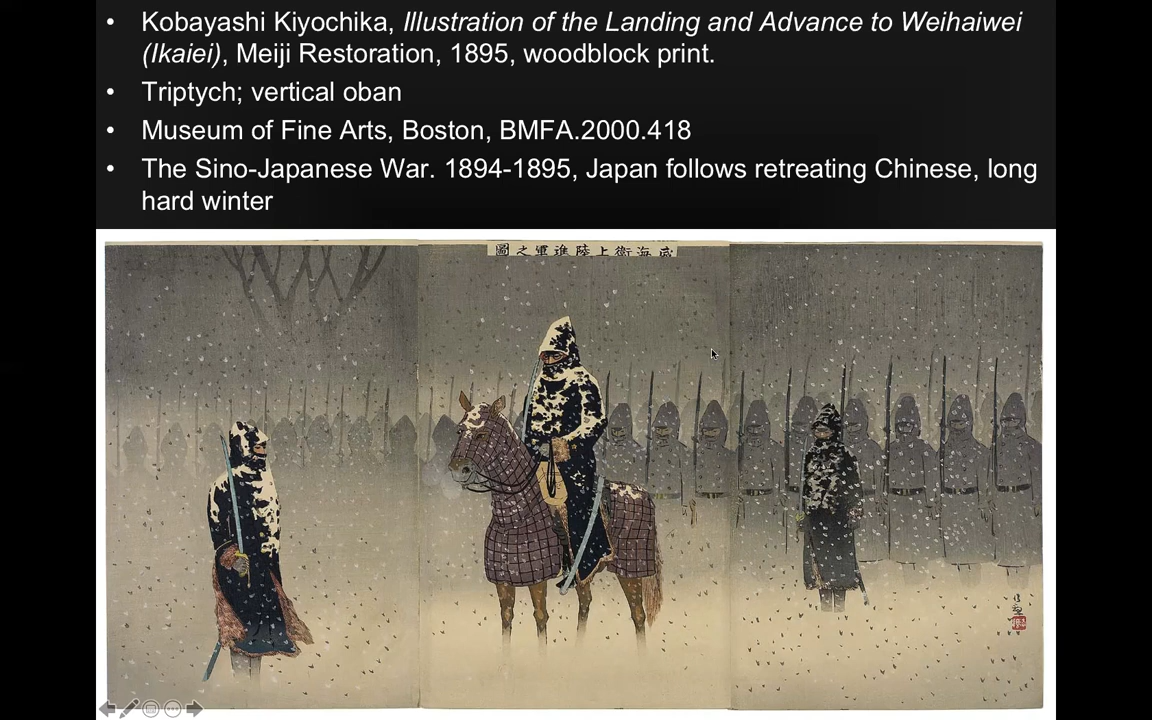 • Kobayashi Kiyochika, Illustration of the Landing and Advance to Weihaiwei
(Ikaiei), Meiji Restoration, 1895, woodblock print.
• Triptych; vertical oban
• Museum of Fine Arts, Boston, BMFA.2000.418
• The Sino-Japanese War. 1894-1895, Japan follows retreating Chinese, long
hard winter
圖之軍進陸上衛海威